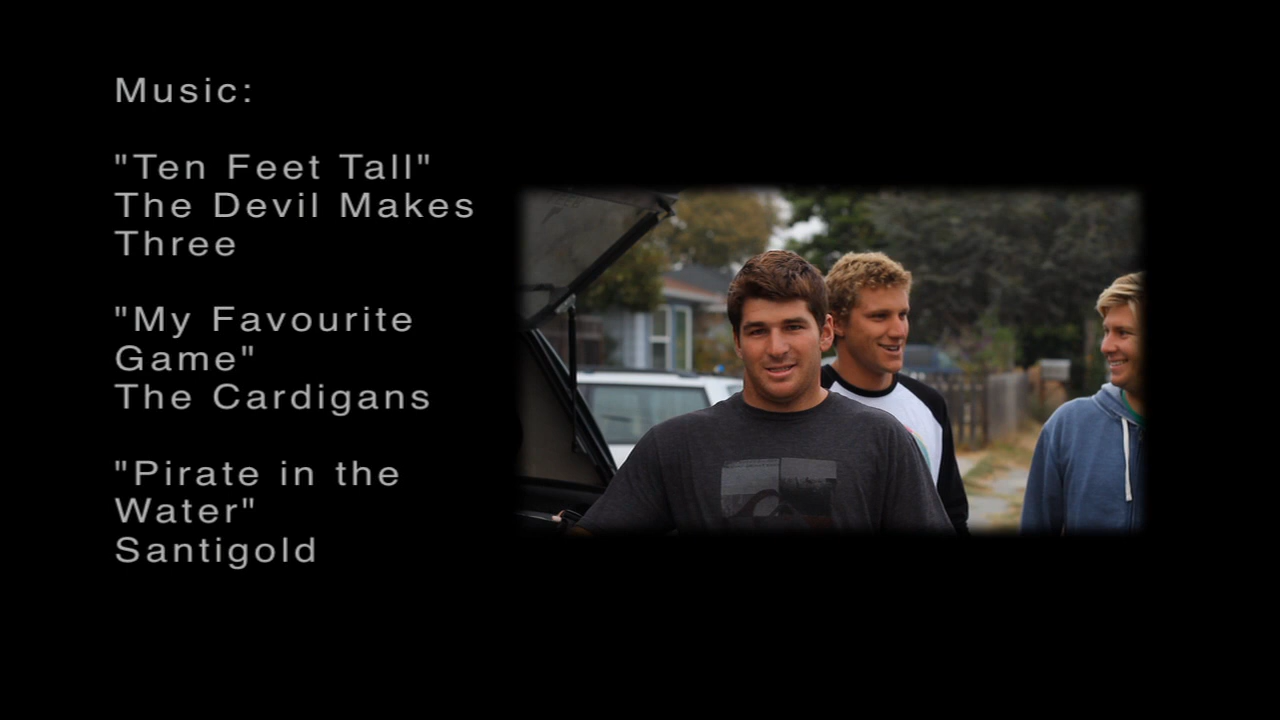 Music:
"Ten Feet Tall"
The Devil Makes
Three
"My Favourite
Game"
The Cardigans
"Pirate in the
Water"
Santigold